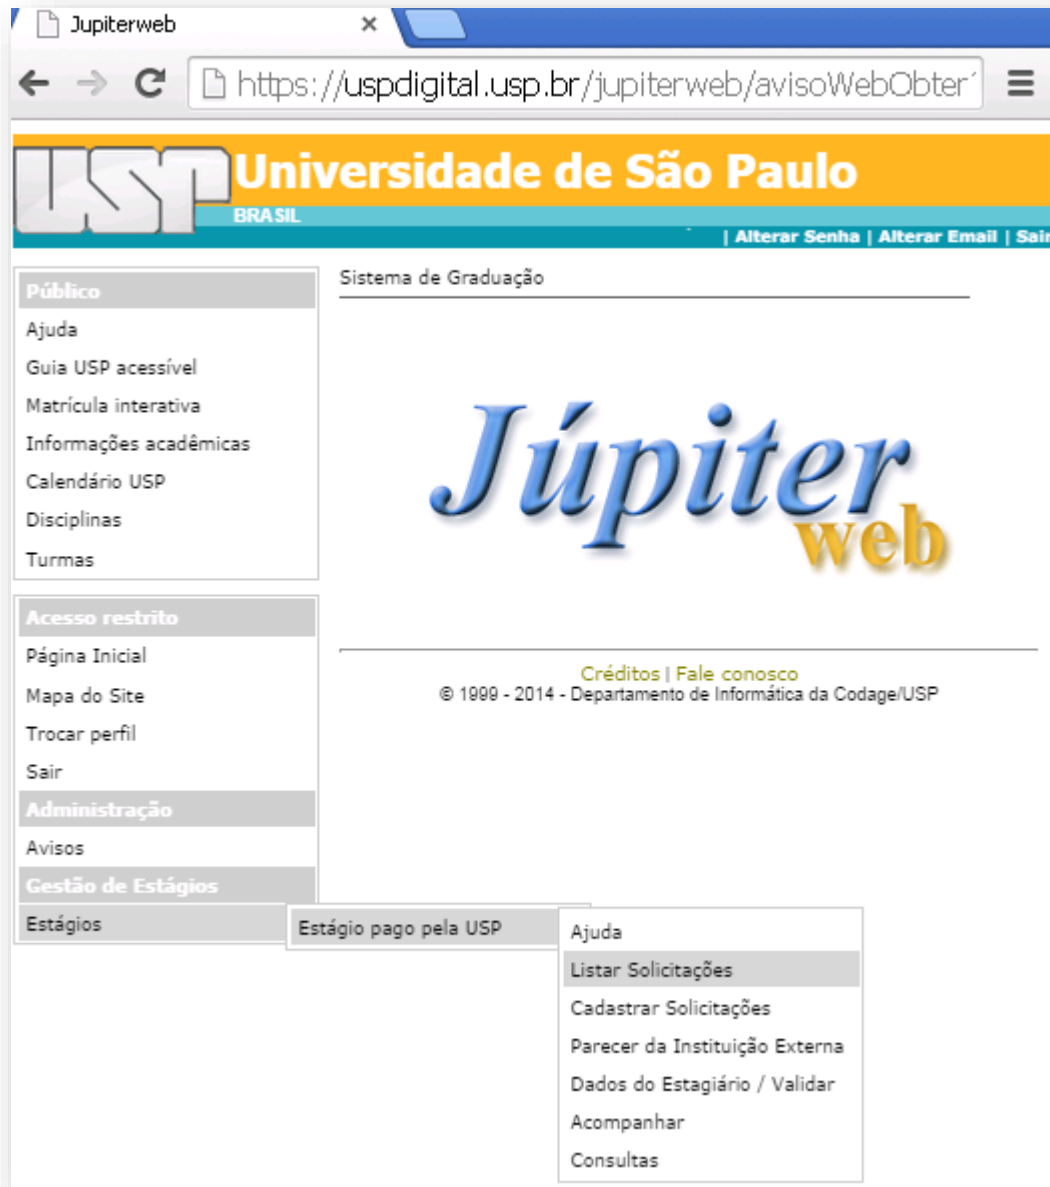 Jupiterweb
https://uspdigital.usp.br/jupiterweb/avisoWebObter
USP
Universidade de São Paulo
BRASIL
| Alterar Senha | Alterar Email | Sair
Público
Ajuda
Guia USP acessível
Matrícula interativa
Informações acadêmicas
Calendário USP
Disciplinas
Turmas
Acesso restrito
Página Inicial
Mapa do Site
Trocar perfil
Sair
Administração
Avisos
Gestão de Estágios
Estágios
Estágio pago pela USP
Ajuda
Listar Solicitações
Cadastrar Solicitações
Parecer da Instituição Externa
Dados do Estagiário / Validar
Acompanhar
Consultas
Sistema de Graduação
Júpiter
web
Créditos | Fale conosco
© 1999 - 2014 - Departamento de Informática da Codage/USP